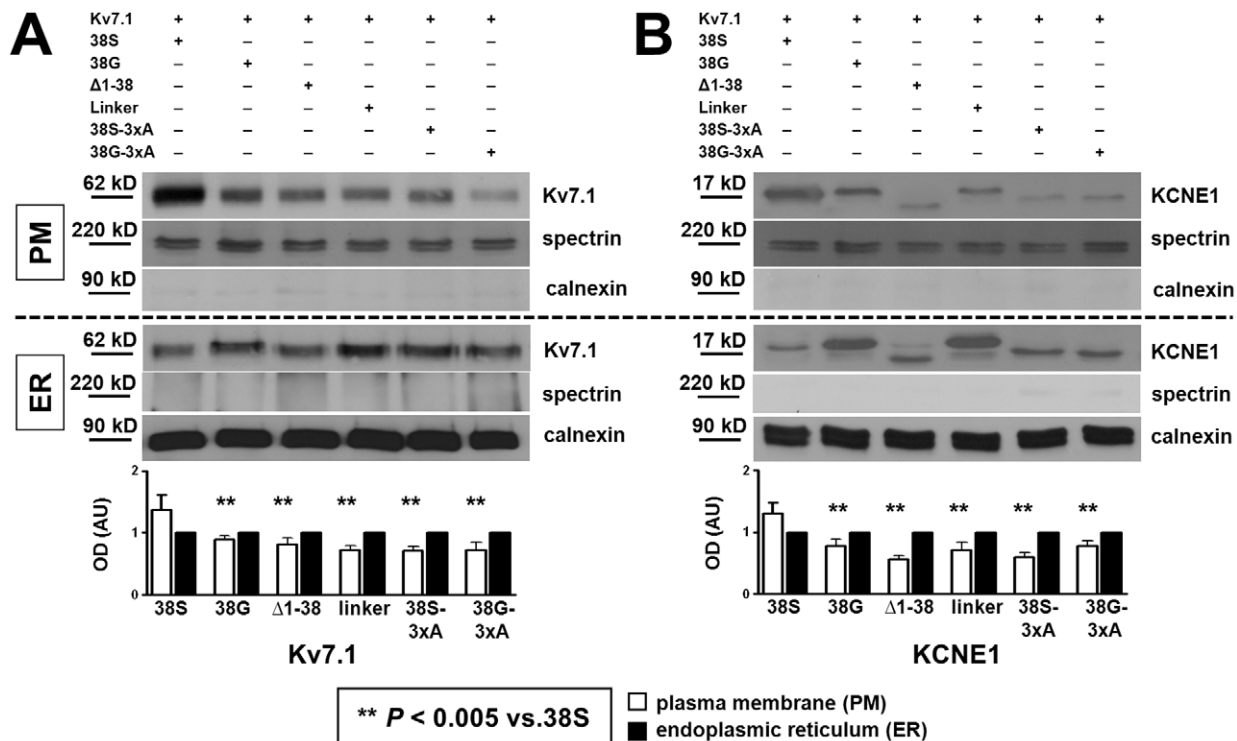 A
Kv7.1 + + + + + +
38S + – – – – –
38G – + – – – –
Δ1-38 – – + – – –
Linker – – – + – –
38S-3xA – – – – + –
38G-3xA – – – – – +
PM
62 kD Kv7.1
220 kD spectrin
90 kD calnexin
ER
62 kD Kv7.1
220 kD spectrin
90 kD calnexin
OD (AU)
2
1
0
** ** ** ** **
38S 38G Δ1-38 linker 38S-3xA 38G-3xA
Kv7.1
B
Kv7.1 + + + + + +
38S + – – – – –
38G – + – – – –
Δ1-38 – – + – – –
Linker – – – + – –
38S-3xA – – – – + –
38G-3xA – – – – – +
17 kD KCNE1
220 kD spectrin
90 kD calnexin
17 kD KCNE1
220 kD spectrin
90 kD calnexin
OD (AU)
2
1
0
** ** ** ** **
38S 38G Δ1-38 linker 38S-3xA 38G-3xA
KCNE1
** P < 0.005 vs.38S
plasma membrane (PM)
endoplasmic reticulum (ER)